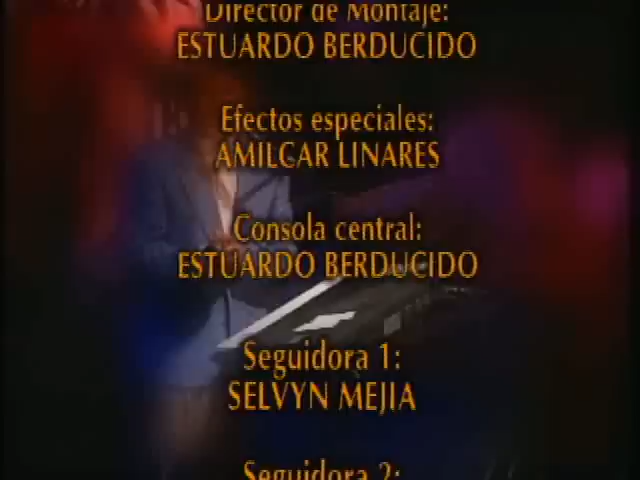 Director de Montaje:
ESTUARDO BERDUCIDO
Efectos especiales:
AMILCAR LINARES
Consola central:
ESTUARDO BERDUCIDO
Seguidora 1:
SELVYN MEJIA
Seguidora 2: